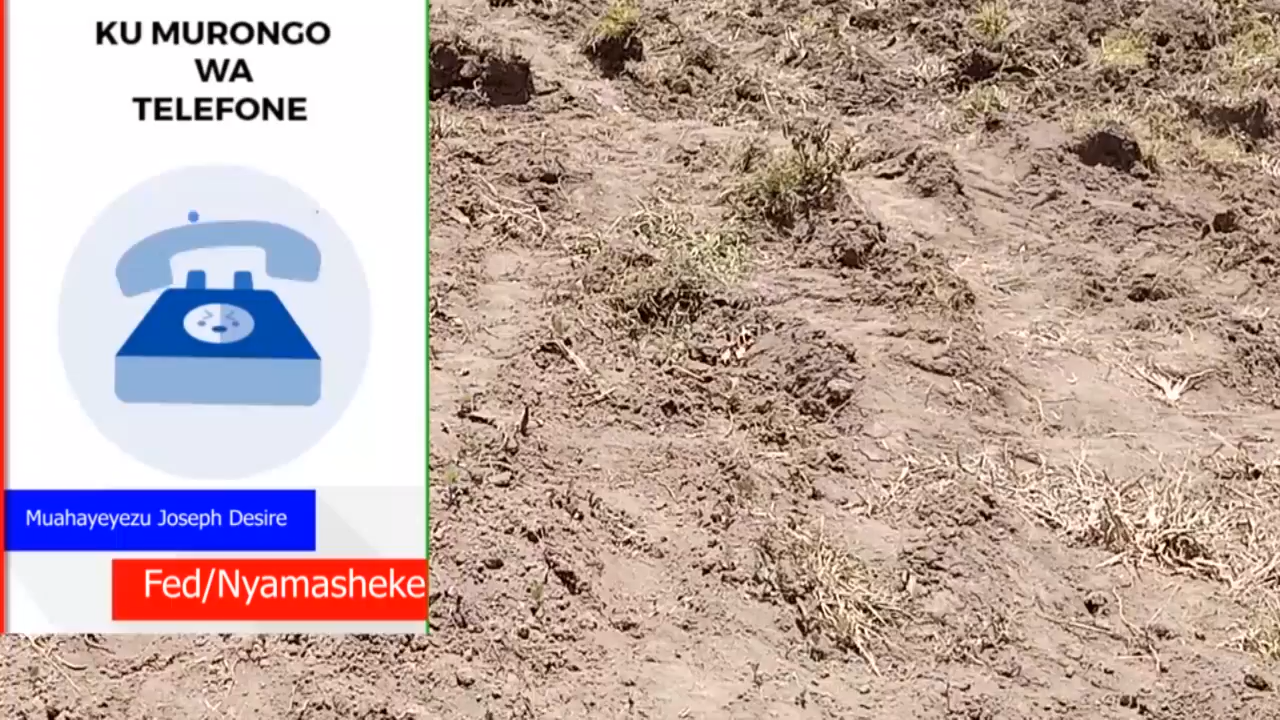 KU MURONGO
WA
TELEFONE
Muahayeyezu Joseph Desire
Fed/Nyamasheke